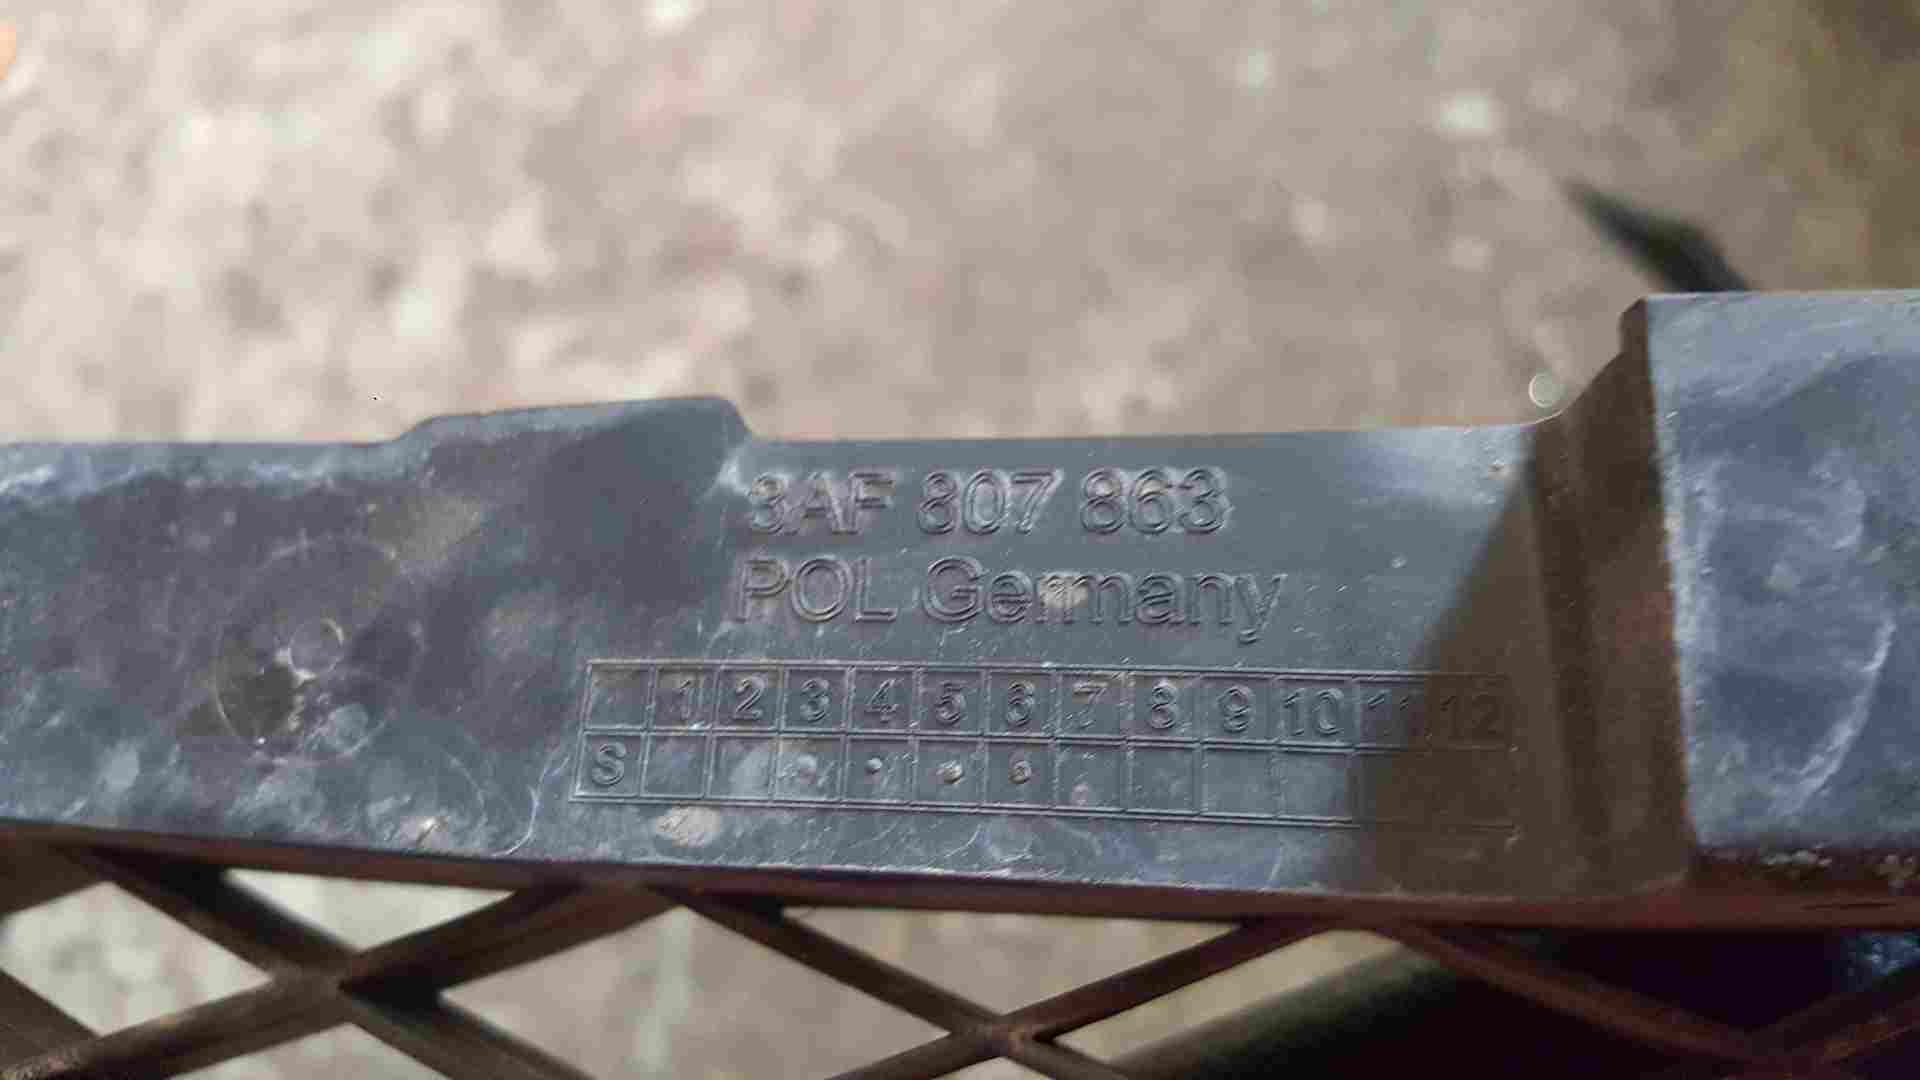 3AF 807 863
POL Germany
1 2 3 4 5 6 7 8 9 10 11 12
S